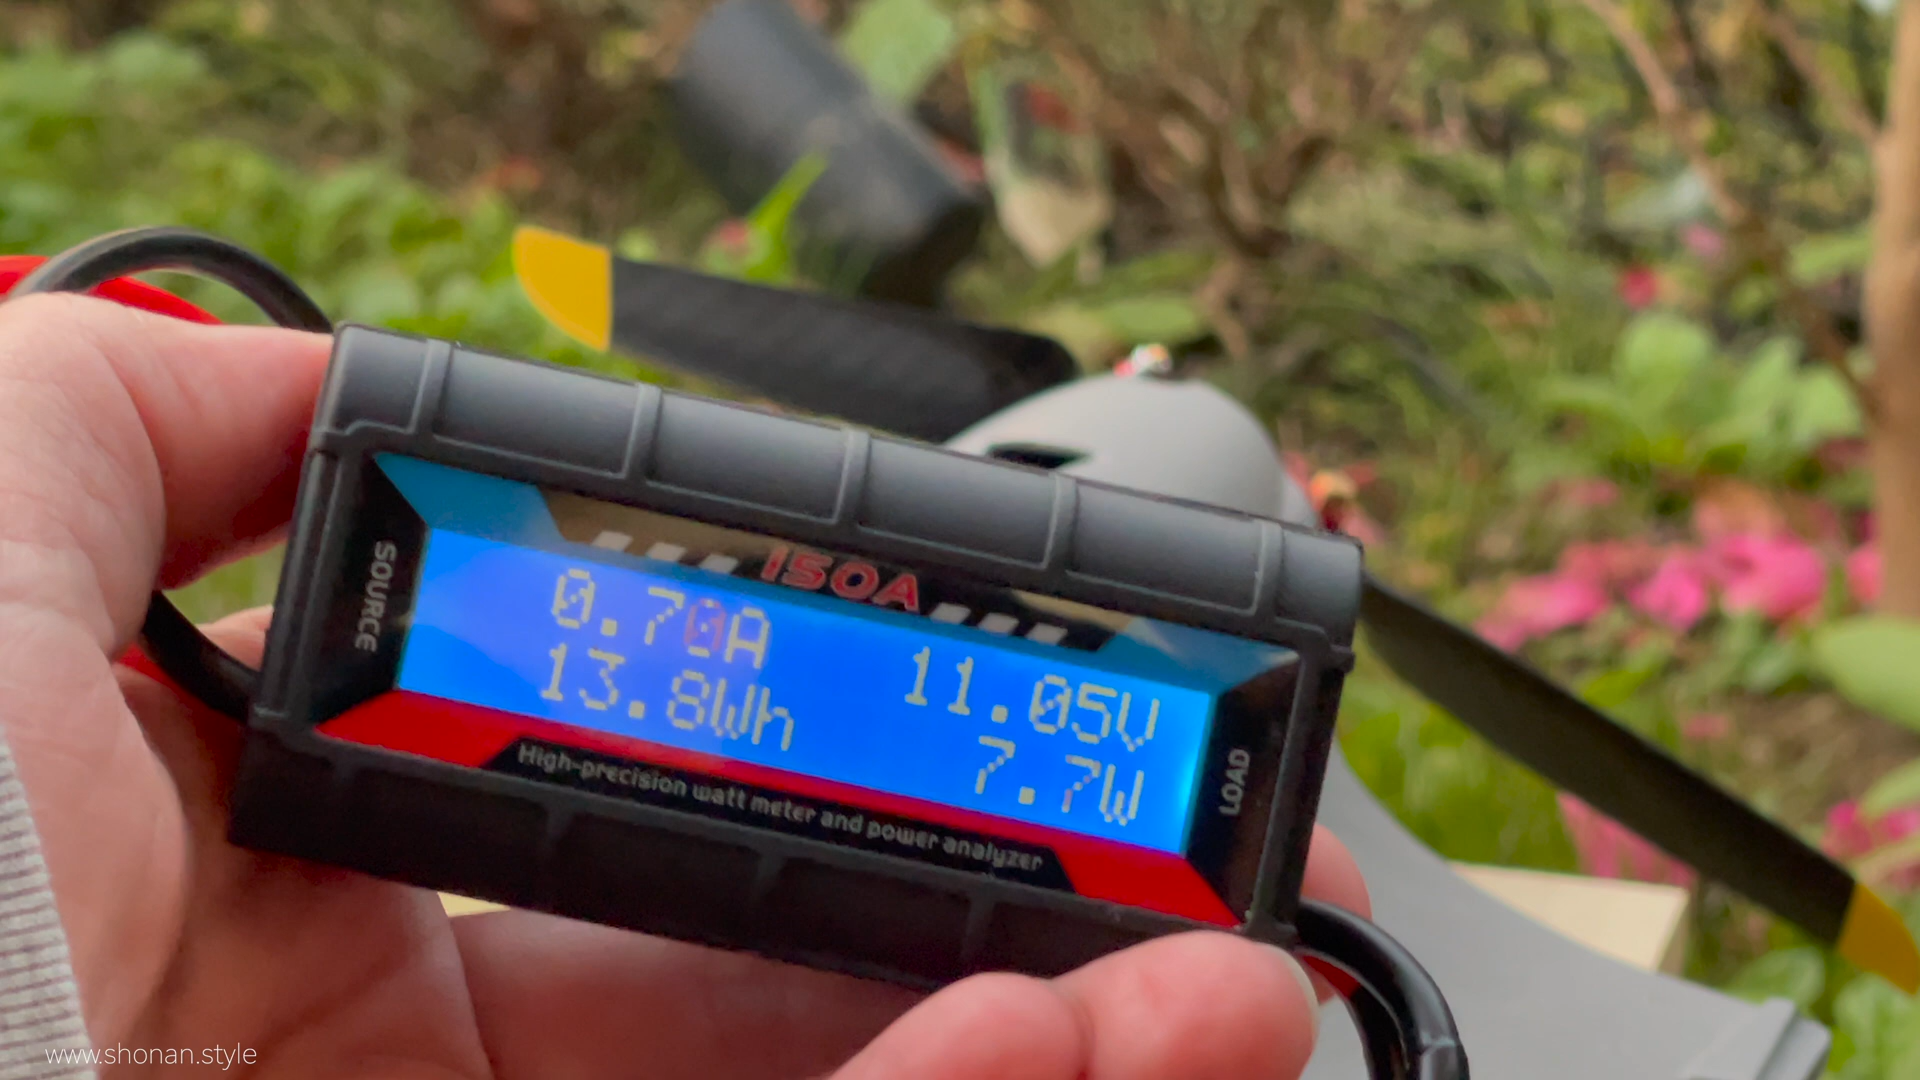 150A
SOURCE
0.70A 11.05V
13.8Wh 7.7W
LOAD
High-precision watt meter and power analyzer
www.shonan.style